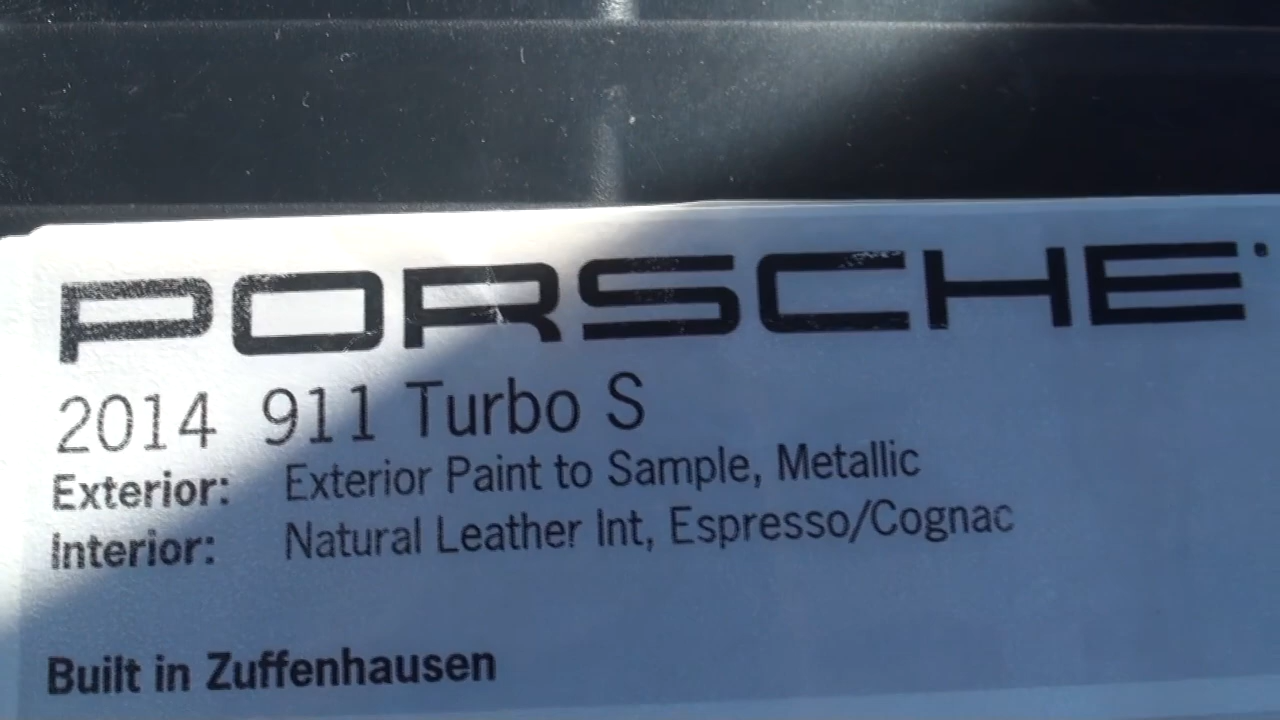 PORSCHE
2014 911 Turbo S
Exterior: Exterior Paint to Sample, Metallic
Interior: Natural Leather Int, Espresso/Cognac
Built in Zuffenhausen